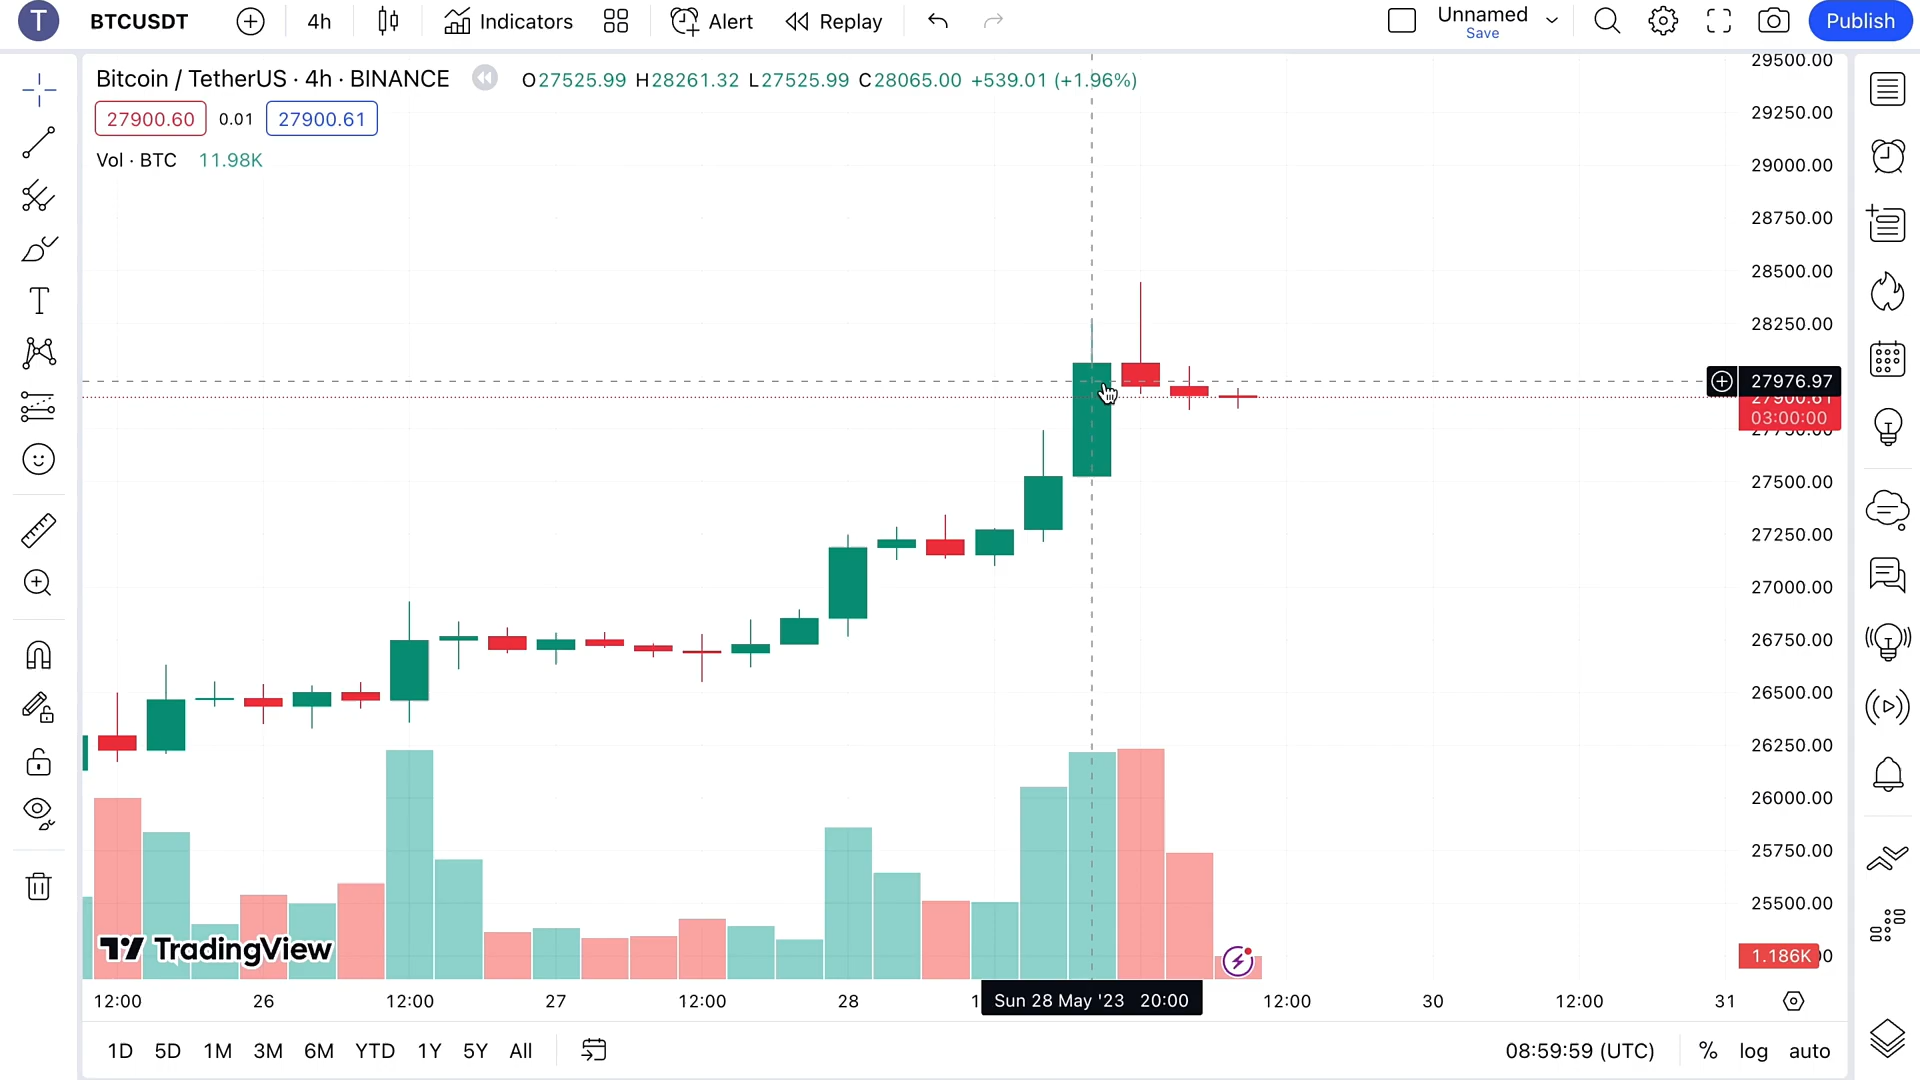 T BTCUSDT 4h Indicators Alert Replay Unnamed Save Publish
Bitcoin / TetherUS · 4h · BINANCE O27525.99 H28261.32 L27525.99 C28065.00 +539.01 (+1.96%)
27900.60 0.01 27900.61
Vol · BTC 11.98K
29500.00
29250.00
29000.00
28750.00
28500.00
28250.00
27976.97
27900.61
03:00:00
27750.00
27500.00
27250.00
27000.00
26750.00
26500.00
26250.00
26000.00
25750.00
25500.00
1.186K
TradingView
12:00 26 12:00 27 12:00 28 Sun 28 May '23 20:00 12:00 30 12:00 31
1D 5D 1M 3M 6M YTD 1Y 5Y All 08:59:59 (UTC) % log auto